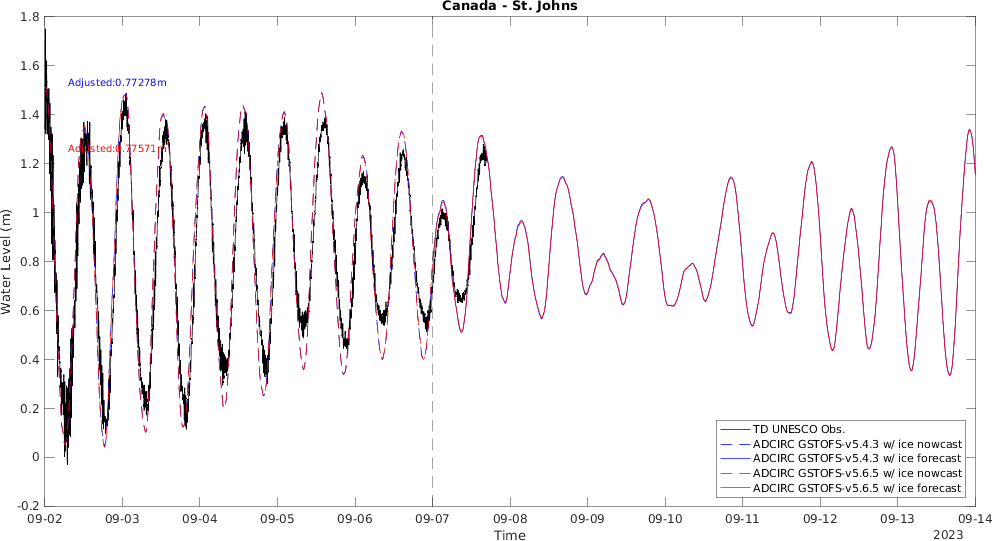 Canada - St. Johns
1.8
1.6
1.4
1.2
1
0.8
0.6
0.4
0.2
0
-0.2
Water Level (m)
Adjusted:0.77278m
Adjusted:0.77571m
TD UNESCO Obs.
ADCIRC GSTOFS-v5.4.3 w/ ice nowcast
ADCIRC GSTOFS-v5.4.3 w/ ice forecast
ADCIRC GSTOFS-v5.6.5 w/ ice nowcast
ADCIRC GSTOFS-v5.6.5 w/ ice forecast
09-02 09-03 09-04 09-05 09-06 09-07 09-08 09-09 09-10 09-11 09-12 09-13 09-14
Time
2023